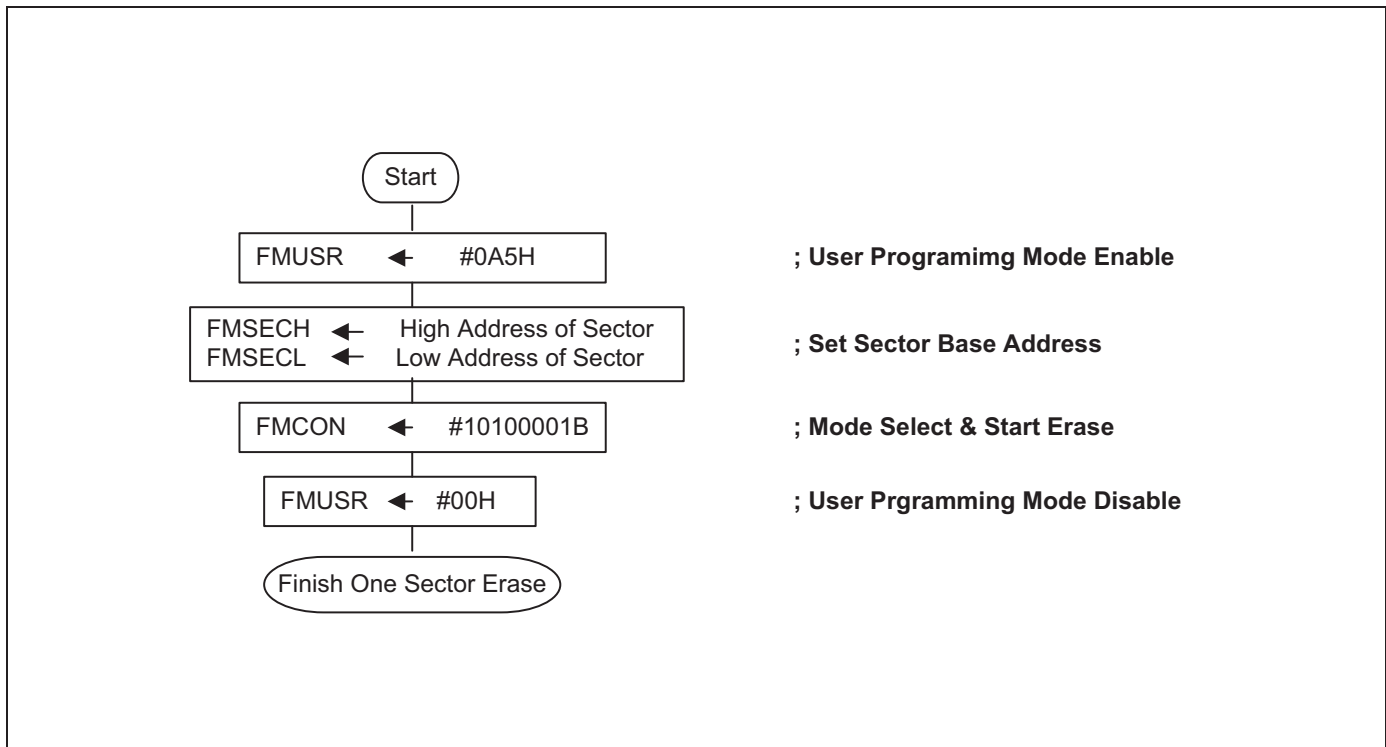 Start
FMUSR ← #0A5H ; User Programimg Mode Enable
FMSECH ← High Address of Sector
FMSECL ← Low Address of Sector
; Set Sector Base Address
FMCON ← #10100001B ; Mode Select & Start Erase
FMUSR ← #00H ; User Prgramming Mode Disable
Finish One Sector Erase